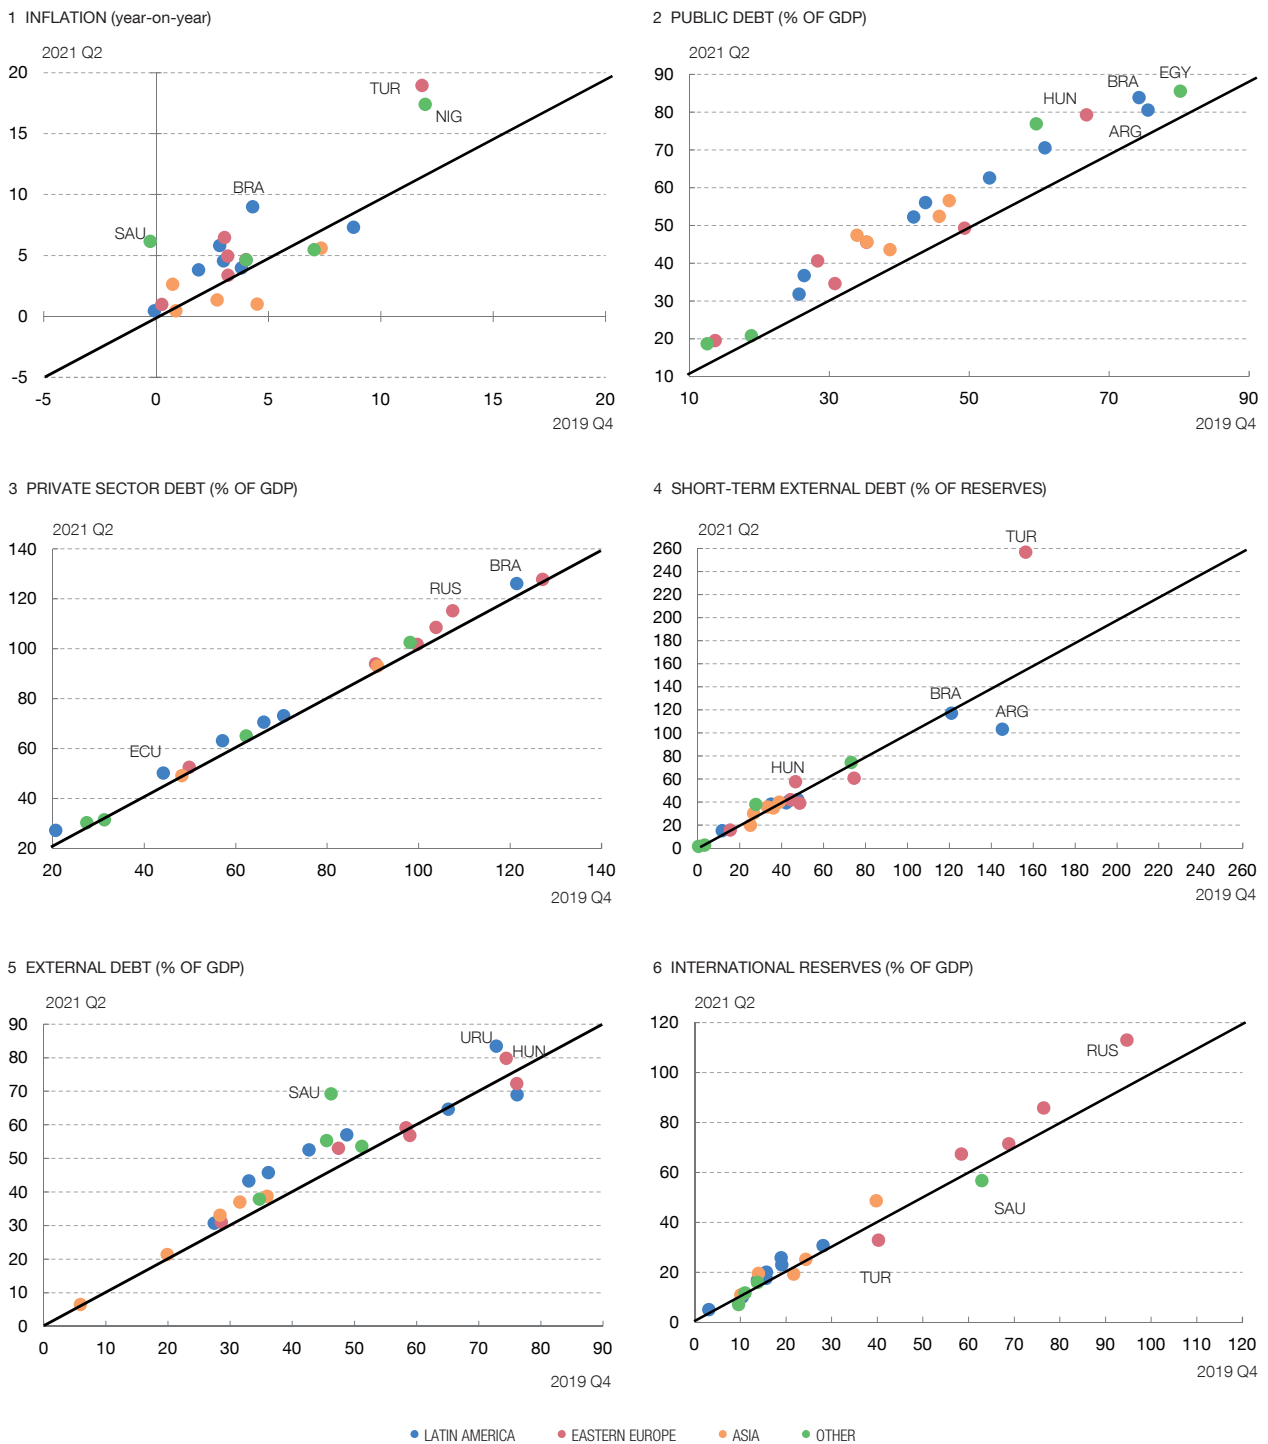 1 INFLATION (year-on-year)
2021 Q2
20
15
10
5
0
-5
-5 0 5 10 15 20
2019 Q4
TUR
NIG
BRA
SAU
2 PUBLIC DEBT (% OF GDP)
2021 Q2
90
80
70
60
50
40
30
20
10
10 30 50 70 90
2019 Q4
EGY
BRA
HUN
ARG
3 PRIVATE SECTOR DEBT (% OF GDP)
2021 Q2
140
120
100
80
60
40
20
20 40 60 80 100 120 140
2019 Q4
BRA
RUS
ECU
4 SHORT-TERM EXTERNAL DEBT (% OF RESERVES)
2021 Q2
260
240
220
200
180
160
140
120
100
80
60
40
20
0
0 20 40 60 80 100 120 140 160 180 200 220 240 260
2019 Q4
TUR
BRA
ARG
HUN
5 EXTERNAL DEBT (% OF GDP)
2021 Q2
90
80
70
60
50
40
30
20
10
0
0 10 20 30 40 50 60 70 80 90
2019 Q4
URU
HUN
SAU
6 INTERNATIONAL RESERVES (% OF GDP)
2021 Q2
120
100
80
60
40
20
0
0 10 20 30 40 50 60 70 80 90 100 110 120
2019 Q4
RUS
SAU
TUR
LATIN AMERICA EASTERN EUROPE ASIA OTHER